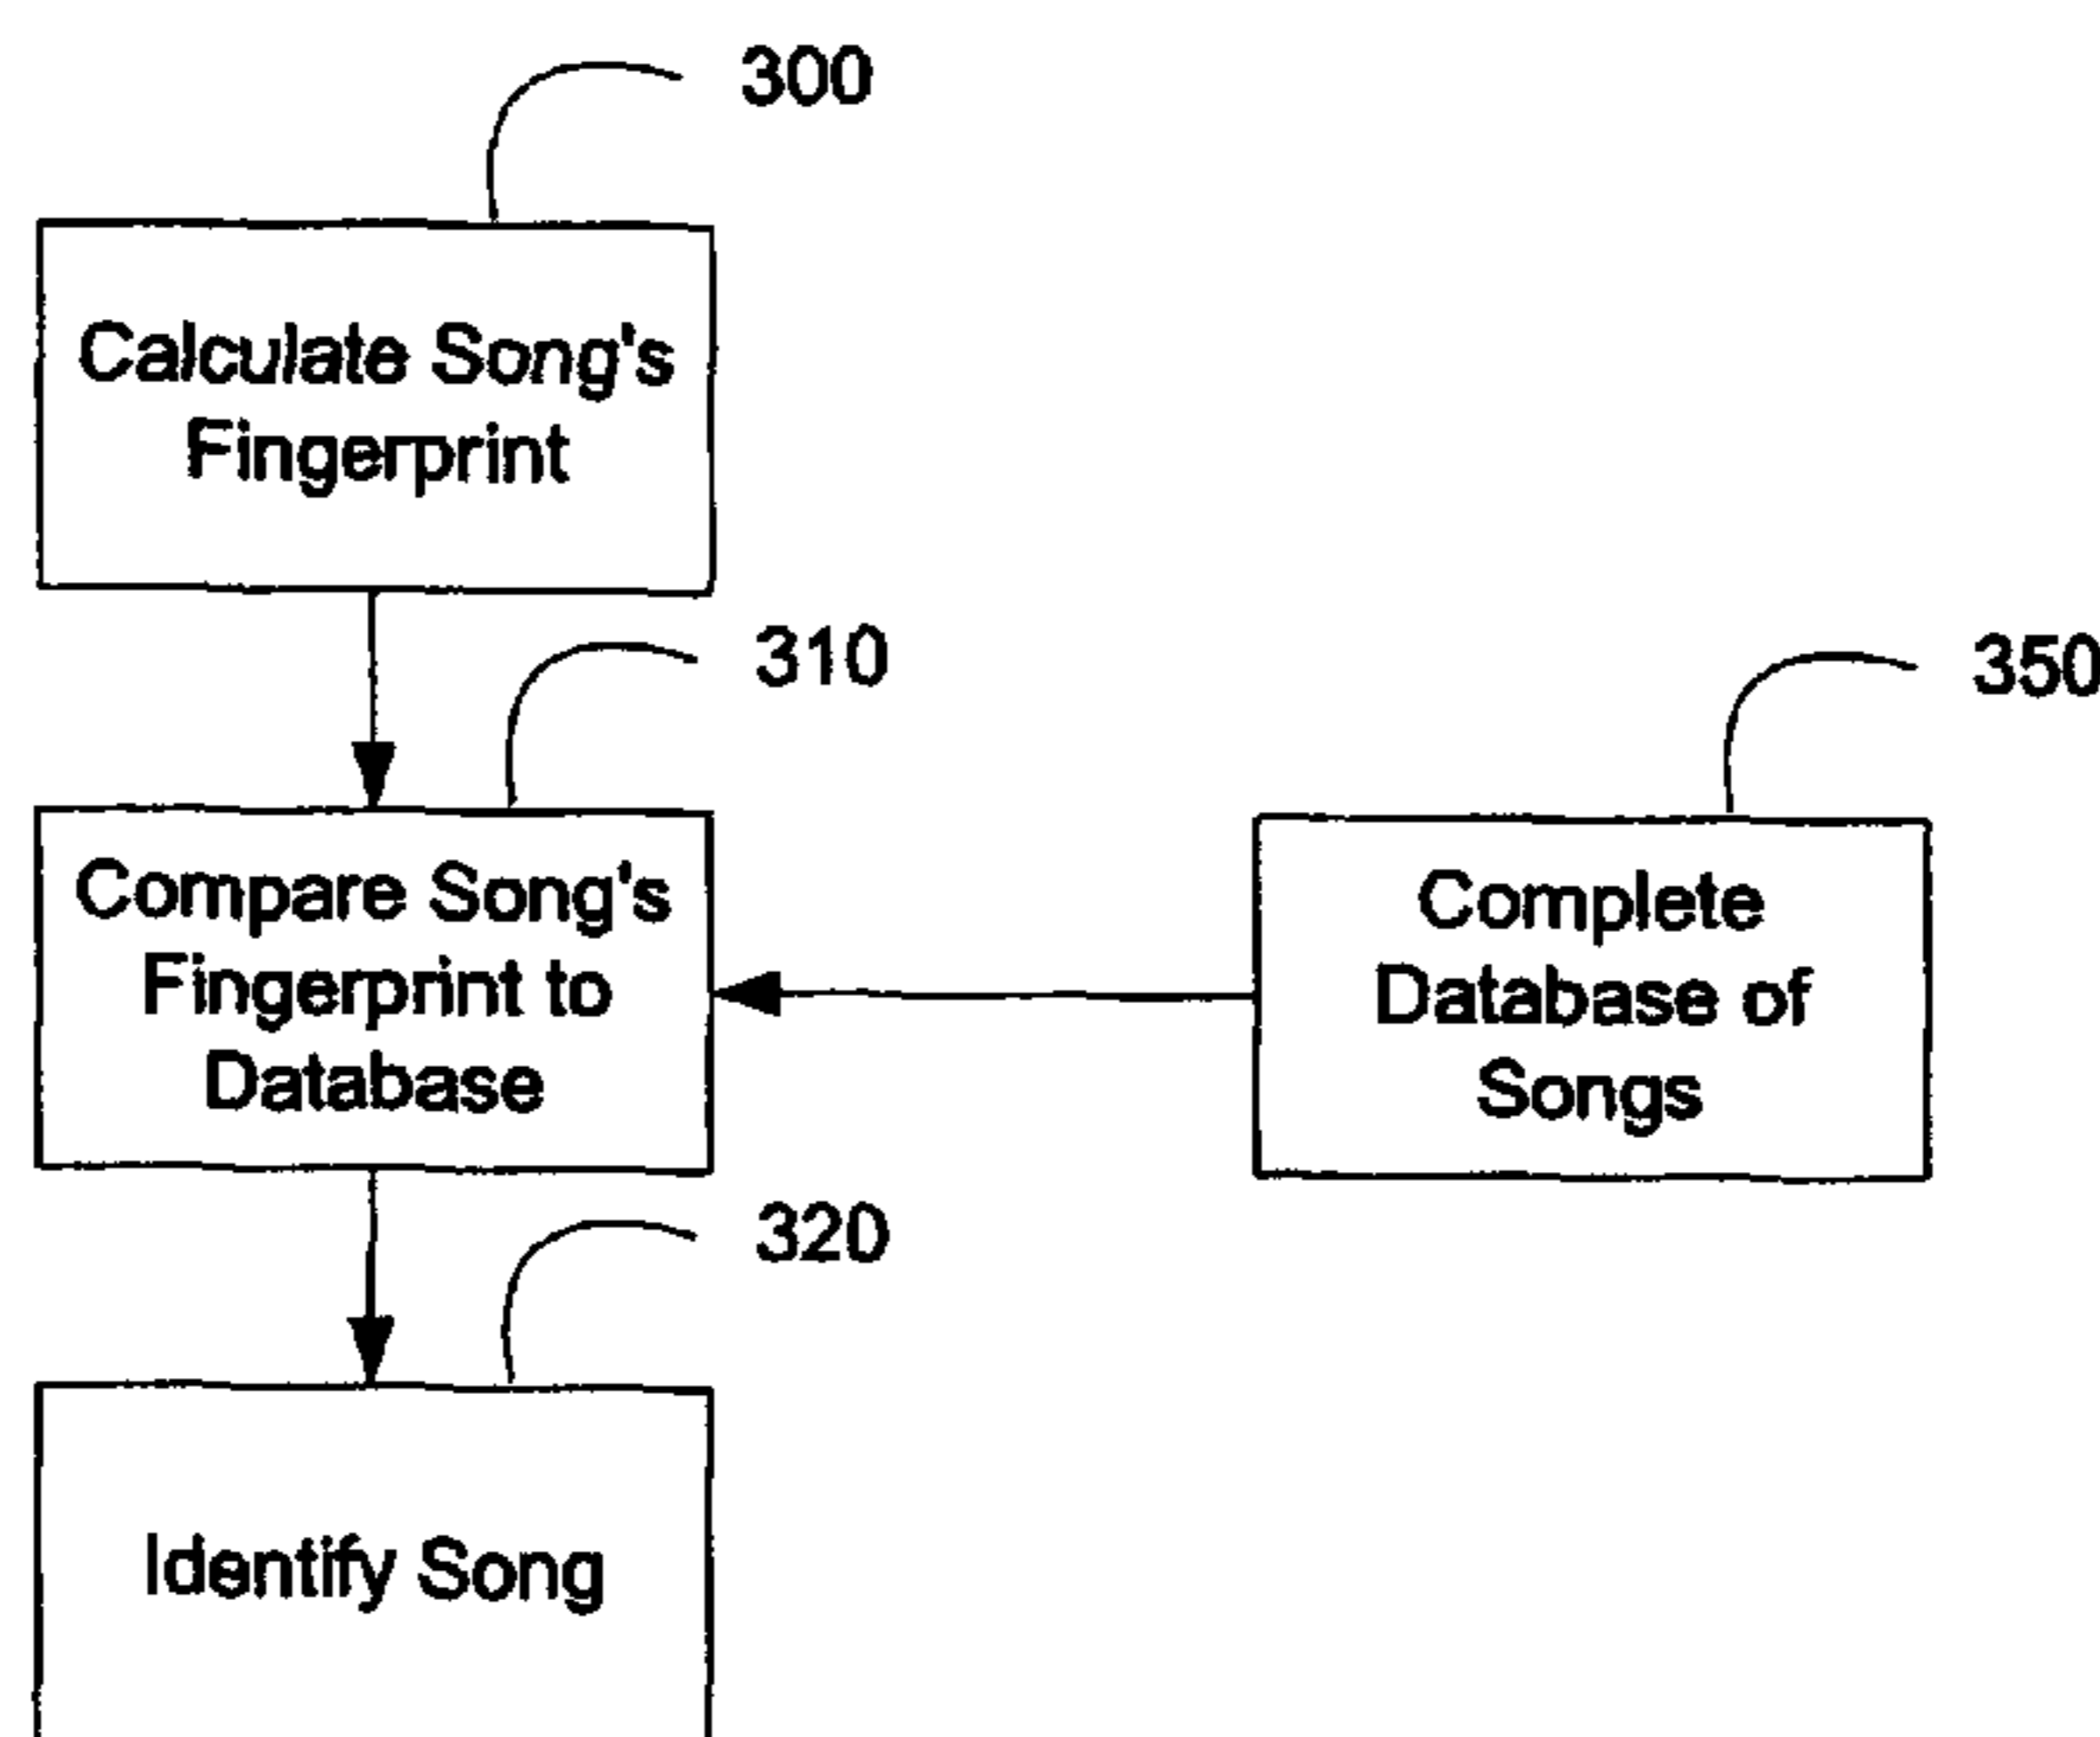 300
Calculate Song's
Fingerprint
310
350
Compare Song's
Fingerprint to
Database
Complete
Database of
Songs
320
Identify Song